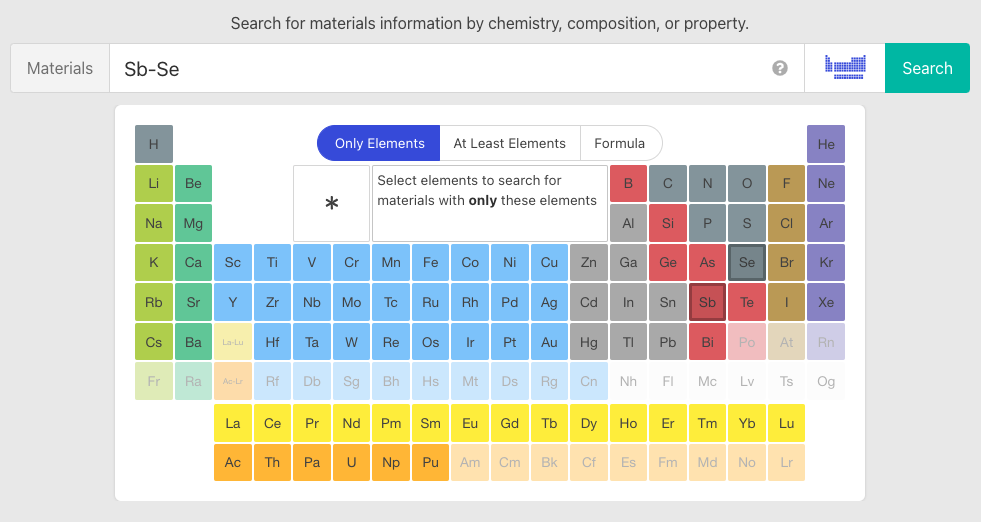 Search for materials information by chemistry, composition, or property.
Materials Sb-Se ? Search
Only Elements At Least Elements Formula
H He
Select elements to search for
materials with only these elements
*
Li Be B C N O F Ne
Na Mg Al Si P S Cl Ar
K Ca Sc Ti V Cr Mn Fe Co Ni Cu Zn Ga Ge As Se Br Kr
Rb Sr Y Zr Nb Mo Tc Ru Rh Pd Ag Cd In Sn Sb Te I Xe
Cs Ba La-Lu Hf Ta W Re Os Ir Pt Au Hg Tl Pb Bi Po At Rn
Fr Ra Ac-Lr Rf Db Sg Bh Hs Mt Ds Rg Cn Nh Fl Mc Lv Ts Og
La Ce Pr Nd Pm Sm Eu Gd Tb Dy Ho Er Tm Yb Lu
Ac Th Pa U Np Pu Am Cm Bk Cf Es Fm Md No Lr